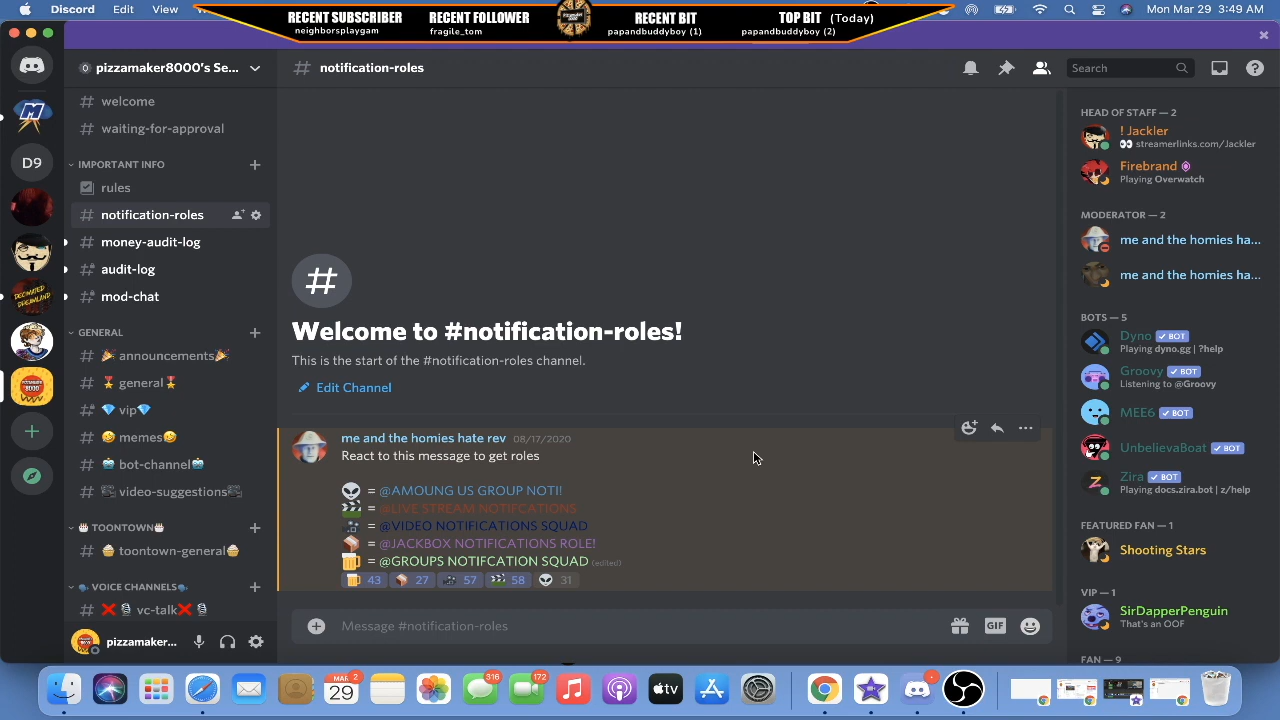 Discord Edit View
Mon Mar 29 3:49 AM
RECENT SUBSCRIBER
neighborsplaygam
RECENT FOLLOWER
fragile_tom
RECENT BIT
papandbuddyboy (1)
TOP BIT (Today)
papandbuddyboy (2)
pizzamaker8000's Se...
# notification-roles
Search
# welcome
# waiting-for-approval
IMPORTANT INFO
rules
# notification-roles
# money-audit-log
# audit-log
# mod-chat
GENERAL
# 🎉announcements🎉
# 🎖general🎖
# 💎vip💎
# 🤣memes🤣
# 🤖bot-channel🤖
# 📽video-suggestions📽
🎂TOONTOWN🎂
# 🧁toontown-general🧁
🗣VOICE CHANNELS🗣
# ❌🎙vc-talk❌🎙
pizzamaker...
D9
DECIMATED DREAMLAND
Welcome to #notification-roles!
This is the start of the #notification-roles channel.
Edit Channel
me and the homies hate rev 08/17/2020
React to this message to get roles
👽 = @AMOUNG US GROUP NOTI!
🎬 = @LIVE STREAM NOTIFCATIONS
🎥 = @VIDEO NOTIFICATIONS SQUAD
📦 = @JACKBOX NOTIFICATIONS ROLE!
🍺 = @GROUPS NOTIFCATION SQUAD (edited)
🍺 43 📦 27 🎥 57 🎬 58 👽 31
Message #notification-roles
GIF
HEAD OF STAFF — 2
! Jackler
👀 streamerlinks.com/Jackler
Firebrand
Playing Overwatch
MODERATOR — 2
me and the homies ha...
me and the homies ha...
BOTS — 5
Dyno ✓ BOT
Playing dyno.gg | ?help
Groovy ✓ BOT
Listening to @Groovy
MEE6 ✓ BOT
UnbelievaBoat ✓ BOT
Zira ✓ BOT
Playing docs.zira.bot | z/help
FEATURED FAN — 1
Shooting Stars
VIP — 1
SirDapperPenguin
That's an OOF
FAN — 9
MAR 2
29
316
172
tv